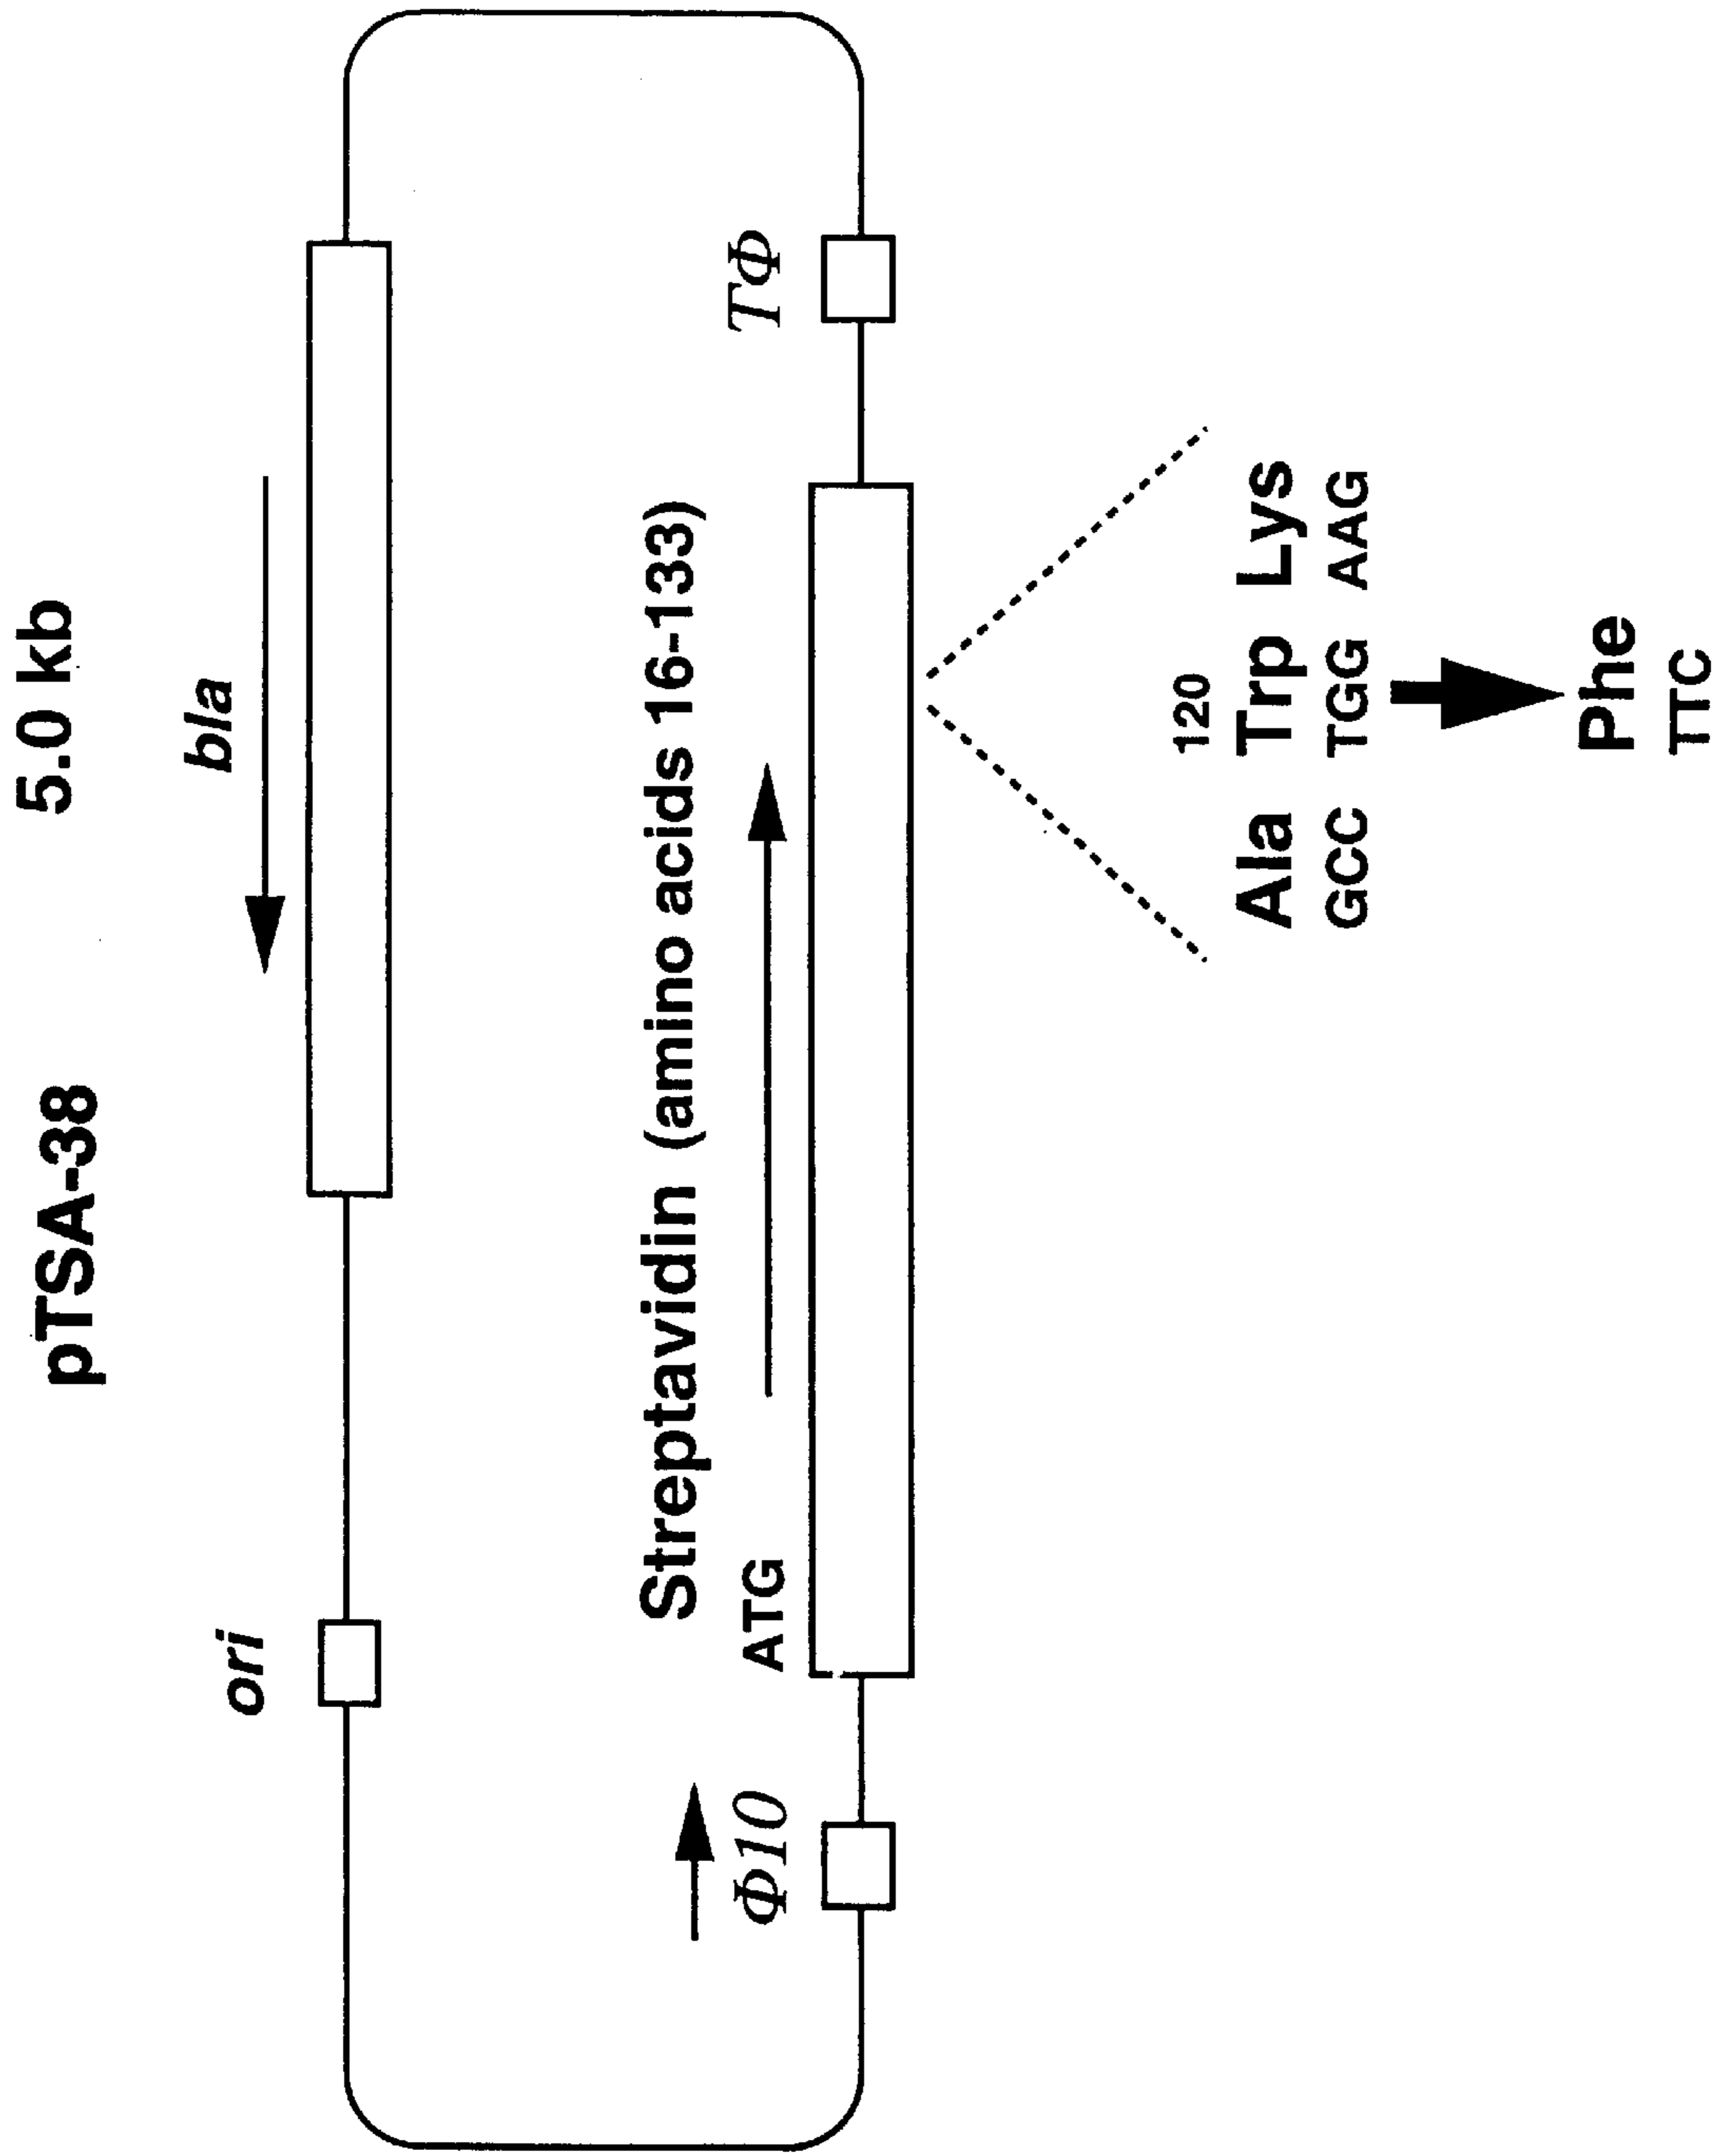 pTSA-38 5.0 kb
ori bla
Streptavidin (amino acids 16-133)
Φ10 ATG TΦ
120
Ala Trp Lys
GCC TGG AAG
Phe
TTC